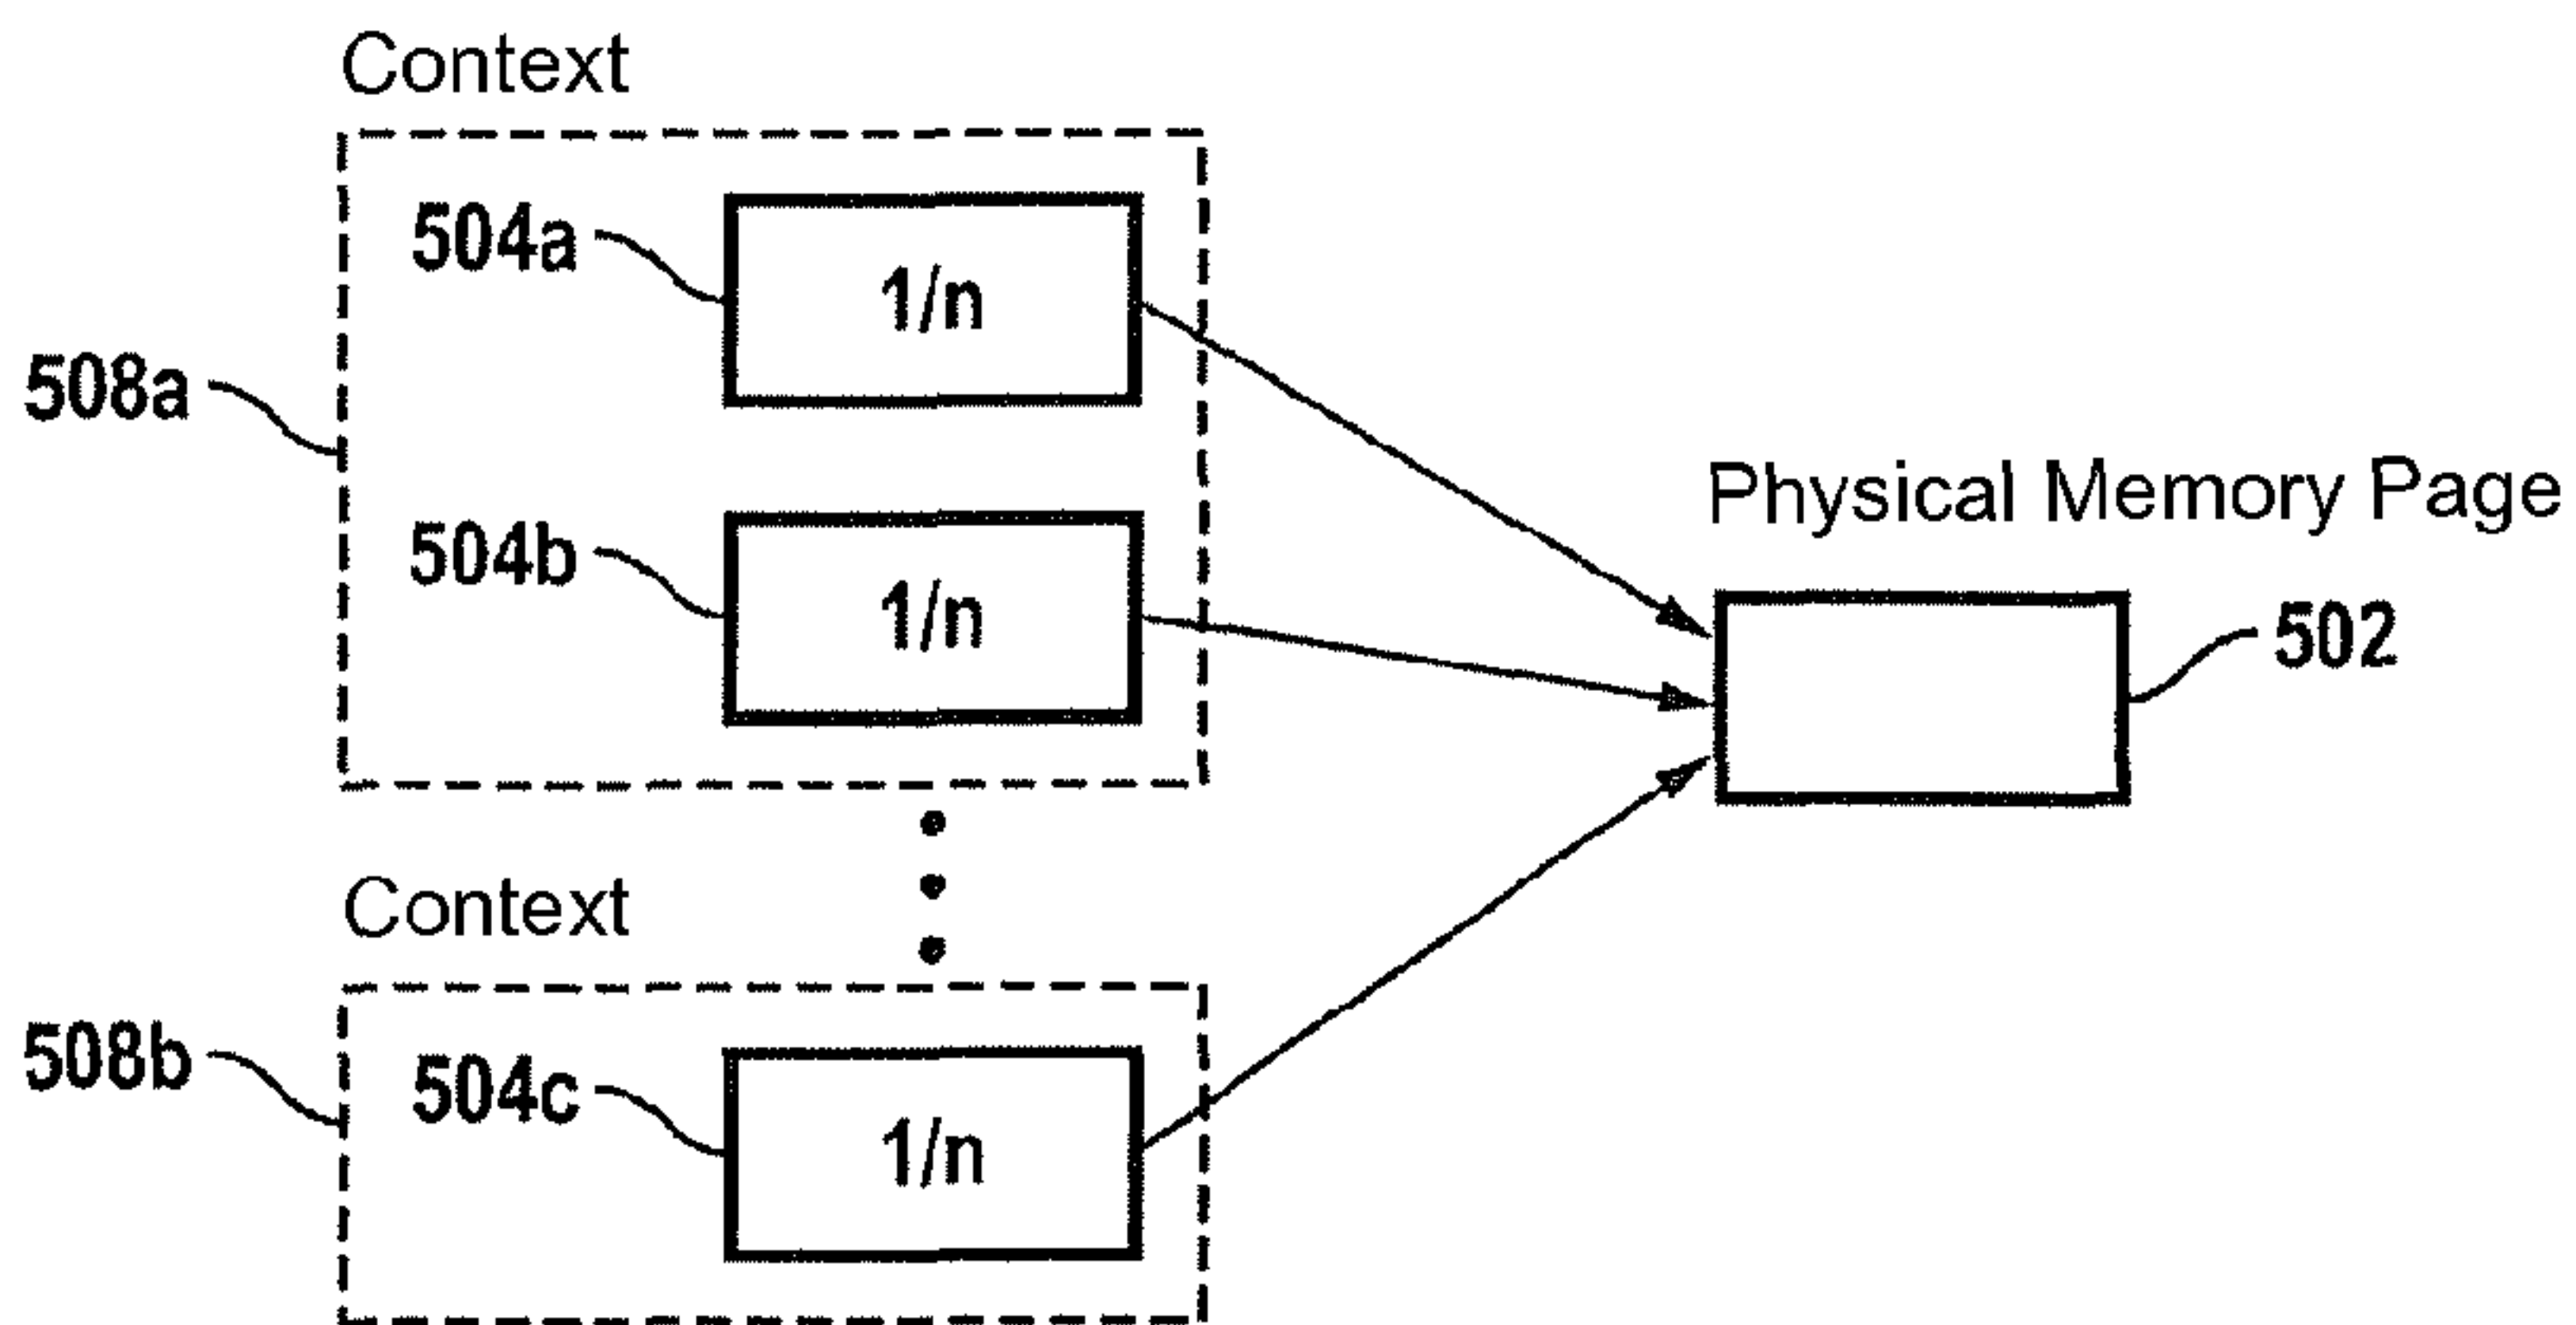 Context
504a
1/n
508a
504b
1/n
Physical Memory Page
502
Context
508b
504c
1/n